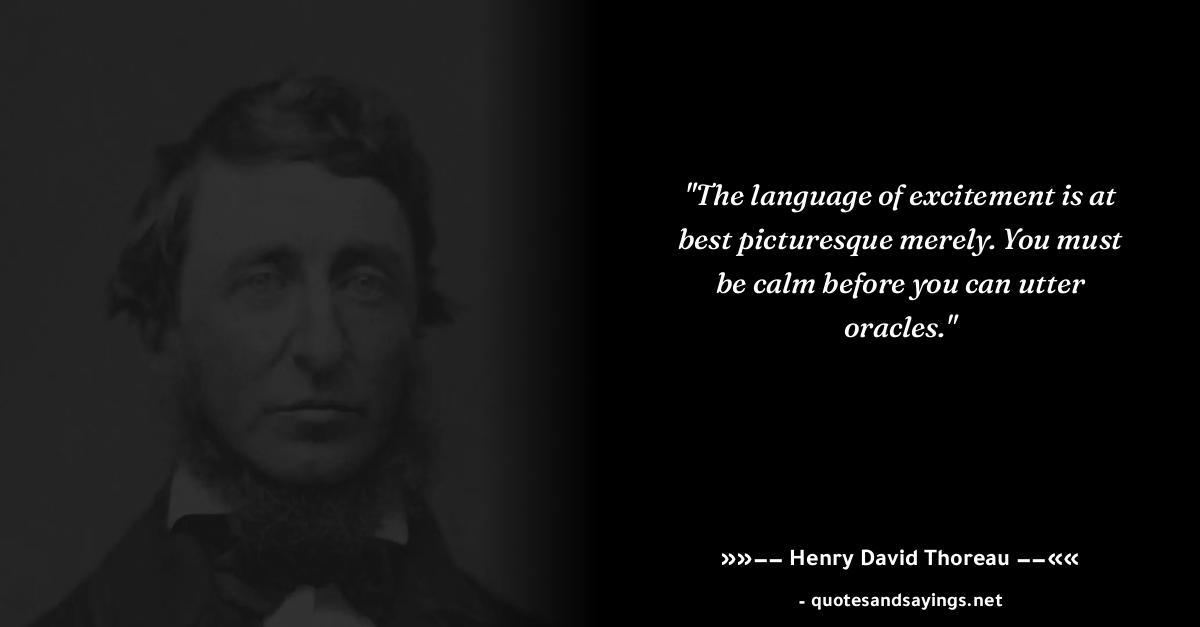 "The language of excitement is at
best picturesque merely. You must
be calm before you can utter
oracles."
»»–– Henry David Thoreau ––««
- quotesandsayings.net